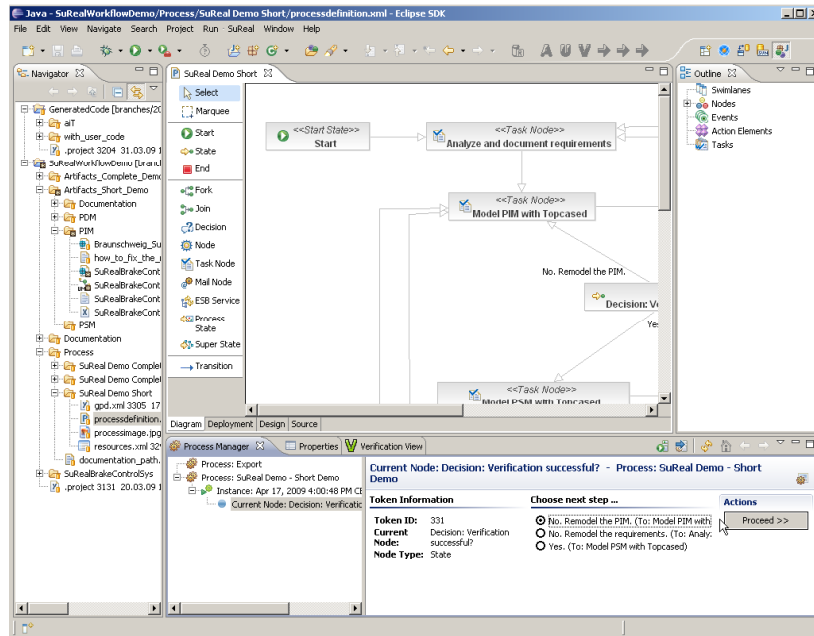 Java - SuRealWorkflowDemo/Process/SuReal Demo Short/processdefinition.xml - Eclipse SDK
File Edit View Navigate Search Project Run SuReal Window Help
Navigator
GeneratedCode [branches/20
aiT
with_user_code
.project 3204 31.03.09 1
SuRealWorkflowDemo [branch
Artifacts_Complete_Demo
Artifacts_Short_Demo
Documentation
PDM
PIM
Braunschweig_Su
how_to_fix_the_
SuRealBrakeCont
SuRealBrakeCont
SuRealBrakeCont
SuRealBrakeCont
PSM
Documentation
Process
SuReal Demo Complet
SuReal Demo Complet
SuReal Demo Short
gpd.xml 3305 17
processdefinition.
processimage.jpg
resources.xml 32
documentation_path.
SuRealBrakeControlSys
.project 3131 20.03.09 1
SuReal Demo Short
Select
Marquee
Start
State
End
Fork
Join
Decision
Node
Task Node
Mail Node
ESB Service
Process
State
Super State
Transition
<<Start State>>
Start
<<Task Node>>
Analyze and document requirements
<<Task Node>>
Model PIM with Topcased
No. Remodel the PIM.
Decision: Ve
Yes
<<Task Node>>
Model PSM with Topcased
Diagram Deployment Design Source
Outline
Swimlanes
Nodes
Events
Action Elements
Tasks
Process Manager Properties Verification View
Process: Export
Process: SuReal Demo - Short Demo
Instance: Apr 17, 2009 4:00:48 PM CE
Current Node: Decision: Verificatio
Current Node: Decision: Verification successful? - Process: SuReal Demo - Short
Demo
Token Information
Token ID: 331
Current Decision: Verification
Node: successful?
Node Type: State
Choose next step ...
No. Remodel the PIM. (To: Model PIM with
No. Remodel the requirements. (To: Analy:
Yes. (To: Model PSM with Topcased)
Actions
Proceed >>